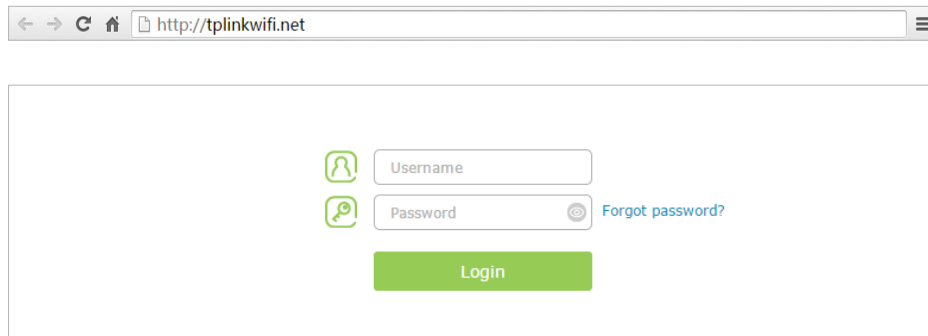 http://tplinkwifi.net
Username
Password
Forgot password?
Login